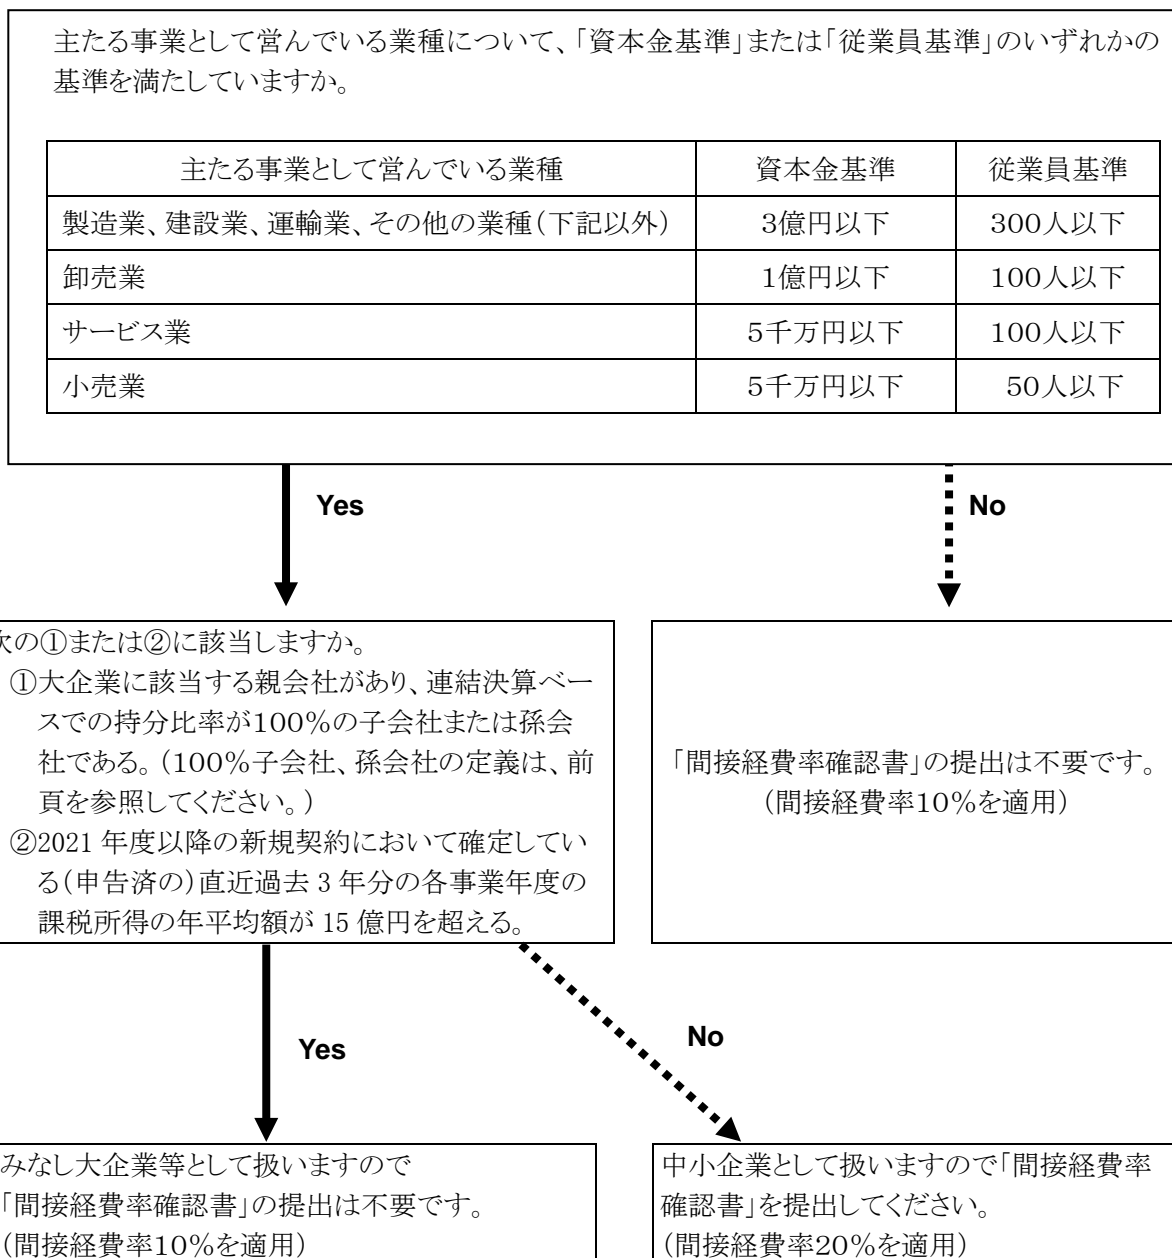 主たる事業として営んでいる業種について、「資本金基準」または「従業員基準」のいずれかの
基準を満たしていますか。
主たる事業として営んでいる業種 資本金基準 従業員基準
製造業、建設業、運輸業、その他の業種（下記以外） 3億円以下 300人以下
卸売業 1億円以下 100人以下
サービス業 5千万円以下 100人以下
小売業 5千万円以下 50人以下
Yes
No
次の①または②に該当しますか。
①大企業に該当する親会社があり、連結決算ベー
スでの持分比率が100％の子会社または孫会
社である。（100％子会社、孫会社の定義は、前
頁を参照してください。）
②2021 年度以降の新規契約において確定してい
る（申告済の）直近過去 3 年分の各事業年度の
課税所得の年平均額が 15 億円を超える。
「間接経費率確認書」の提出は不要です。
（間接経費率10％を適用）
Yes
No
みなし大企業等として扱いますので
「間接経費率確認書」の提出は不要です。
（間接経費率10％を適用）
中小企業として扱いますので「間接経費率
確認書」を提出してください。
（間接経費率20％を適用）